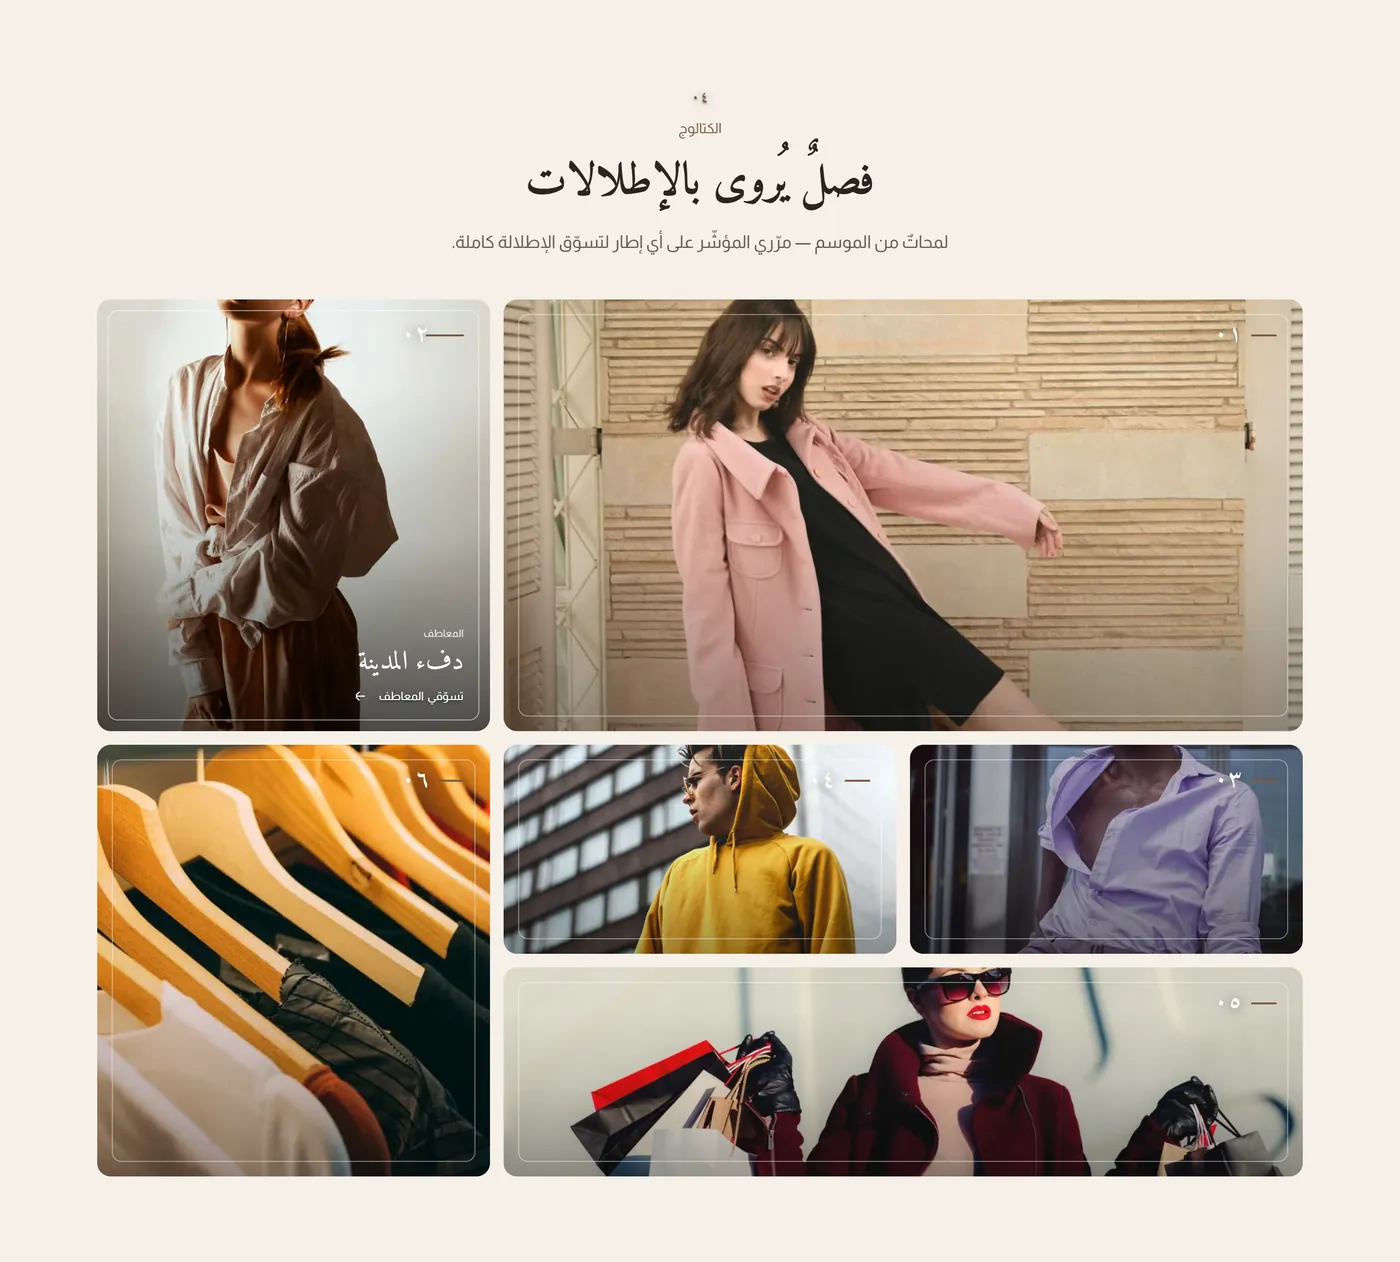 ٠٤
الكتالوج
فصلٌ يُروى بالإطلالات
لمحاتٌ من الموسم — مرّري المؤشّر على أي إطار لتسوّق الإطلالة كاملة.
٠١
٠٢
المعاطف
دفء المدينة
تسوّقي المعاطف ←
٠٣
٠٤
٠٥
٠٦